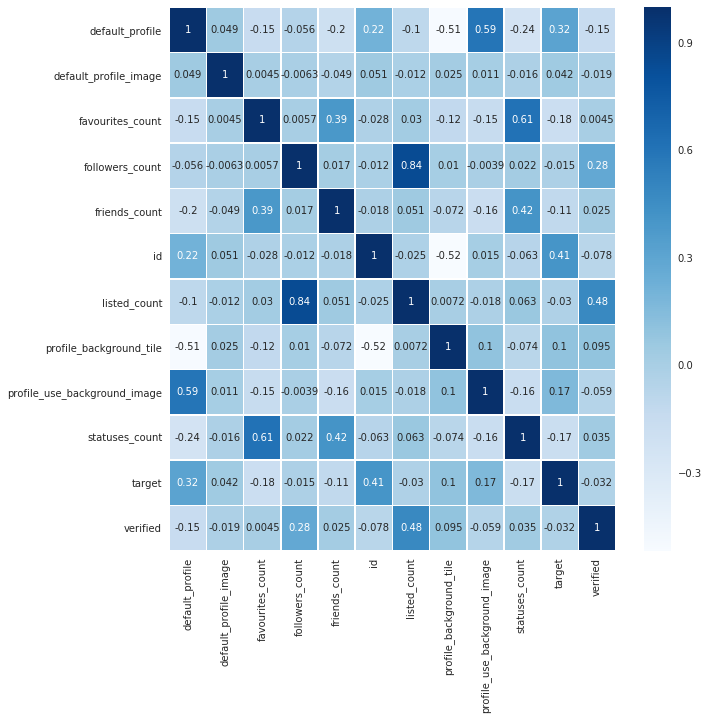 default_profile 1 0.049 -0.15 -0.056 -0.2 0.22 -0.1 -0.51 0.59 -0.24 0.32 -0.15
default_profile_image 0.049 1 0.0045 -0.0063 -0.049 0.051 -0.012 0.025 0.011 -0.016 0.042 -0.019
favourites_count -0.15 0.0045 1 0.0057 0.39 -0.028 0.03 -0.12 -0.15 0.61 -0.18 0.0045
followers_count -0.056 -0.0063 0.0057 1 0.017 -0.012 0.84 0.01 -0.0039 0.022 -0.015 0.28
friends_count -0.2 -0.049 0.39 0.017 1 -0.018 0.051 -0.072 -0.16 0.42 -0.11 0.025
id 0.22 0.051 -0.028 -0.012 -0.018 1 -0.025 -0.52 0.015 -0.063 0.41 -0.078
listed_count -0.1 -0.012 0.03 0.84 0.051 -0.025 1 0.0072 -0.018 0.063 -0.03 0.48
profile_background_tile -0.51 0.025 -0.12 0.01 -0.072 -0.52 0.0072 1 0.1 -0.074 0.1 0.095
profile_use_background_image 0.59 0.011 -0.15 -0.0039 -0.16 0.015 -0.018 0.1 1 -0.16 0.17 -0.059
statuses_count -0.24 -0.016 0.61 0.022 0.42 -0.063 0.063 -0.074 -0.16 1 -0.17 0.035
target 0.32 0.042 -0.18 -0.015 -0.11 0.41 -0.03 0.1 0.17 -0.17 1 -0.032
verified -0.15 -0.019 0.0045 0.28 0.025 -0.078 0.48 0.095 -0.059 0.035 -0.032 1
default_profile
default_profile_image
favourites_count
followers_count
friends_count
id
listed_count
profile_background_tile
profile_use_background_image
statuses_count
target
verified
0.9
0.6
0.3
0.0
−0.3